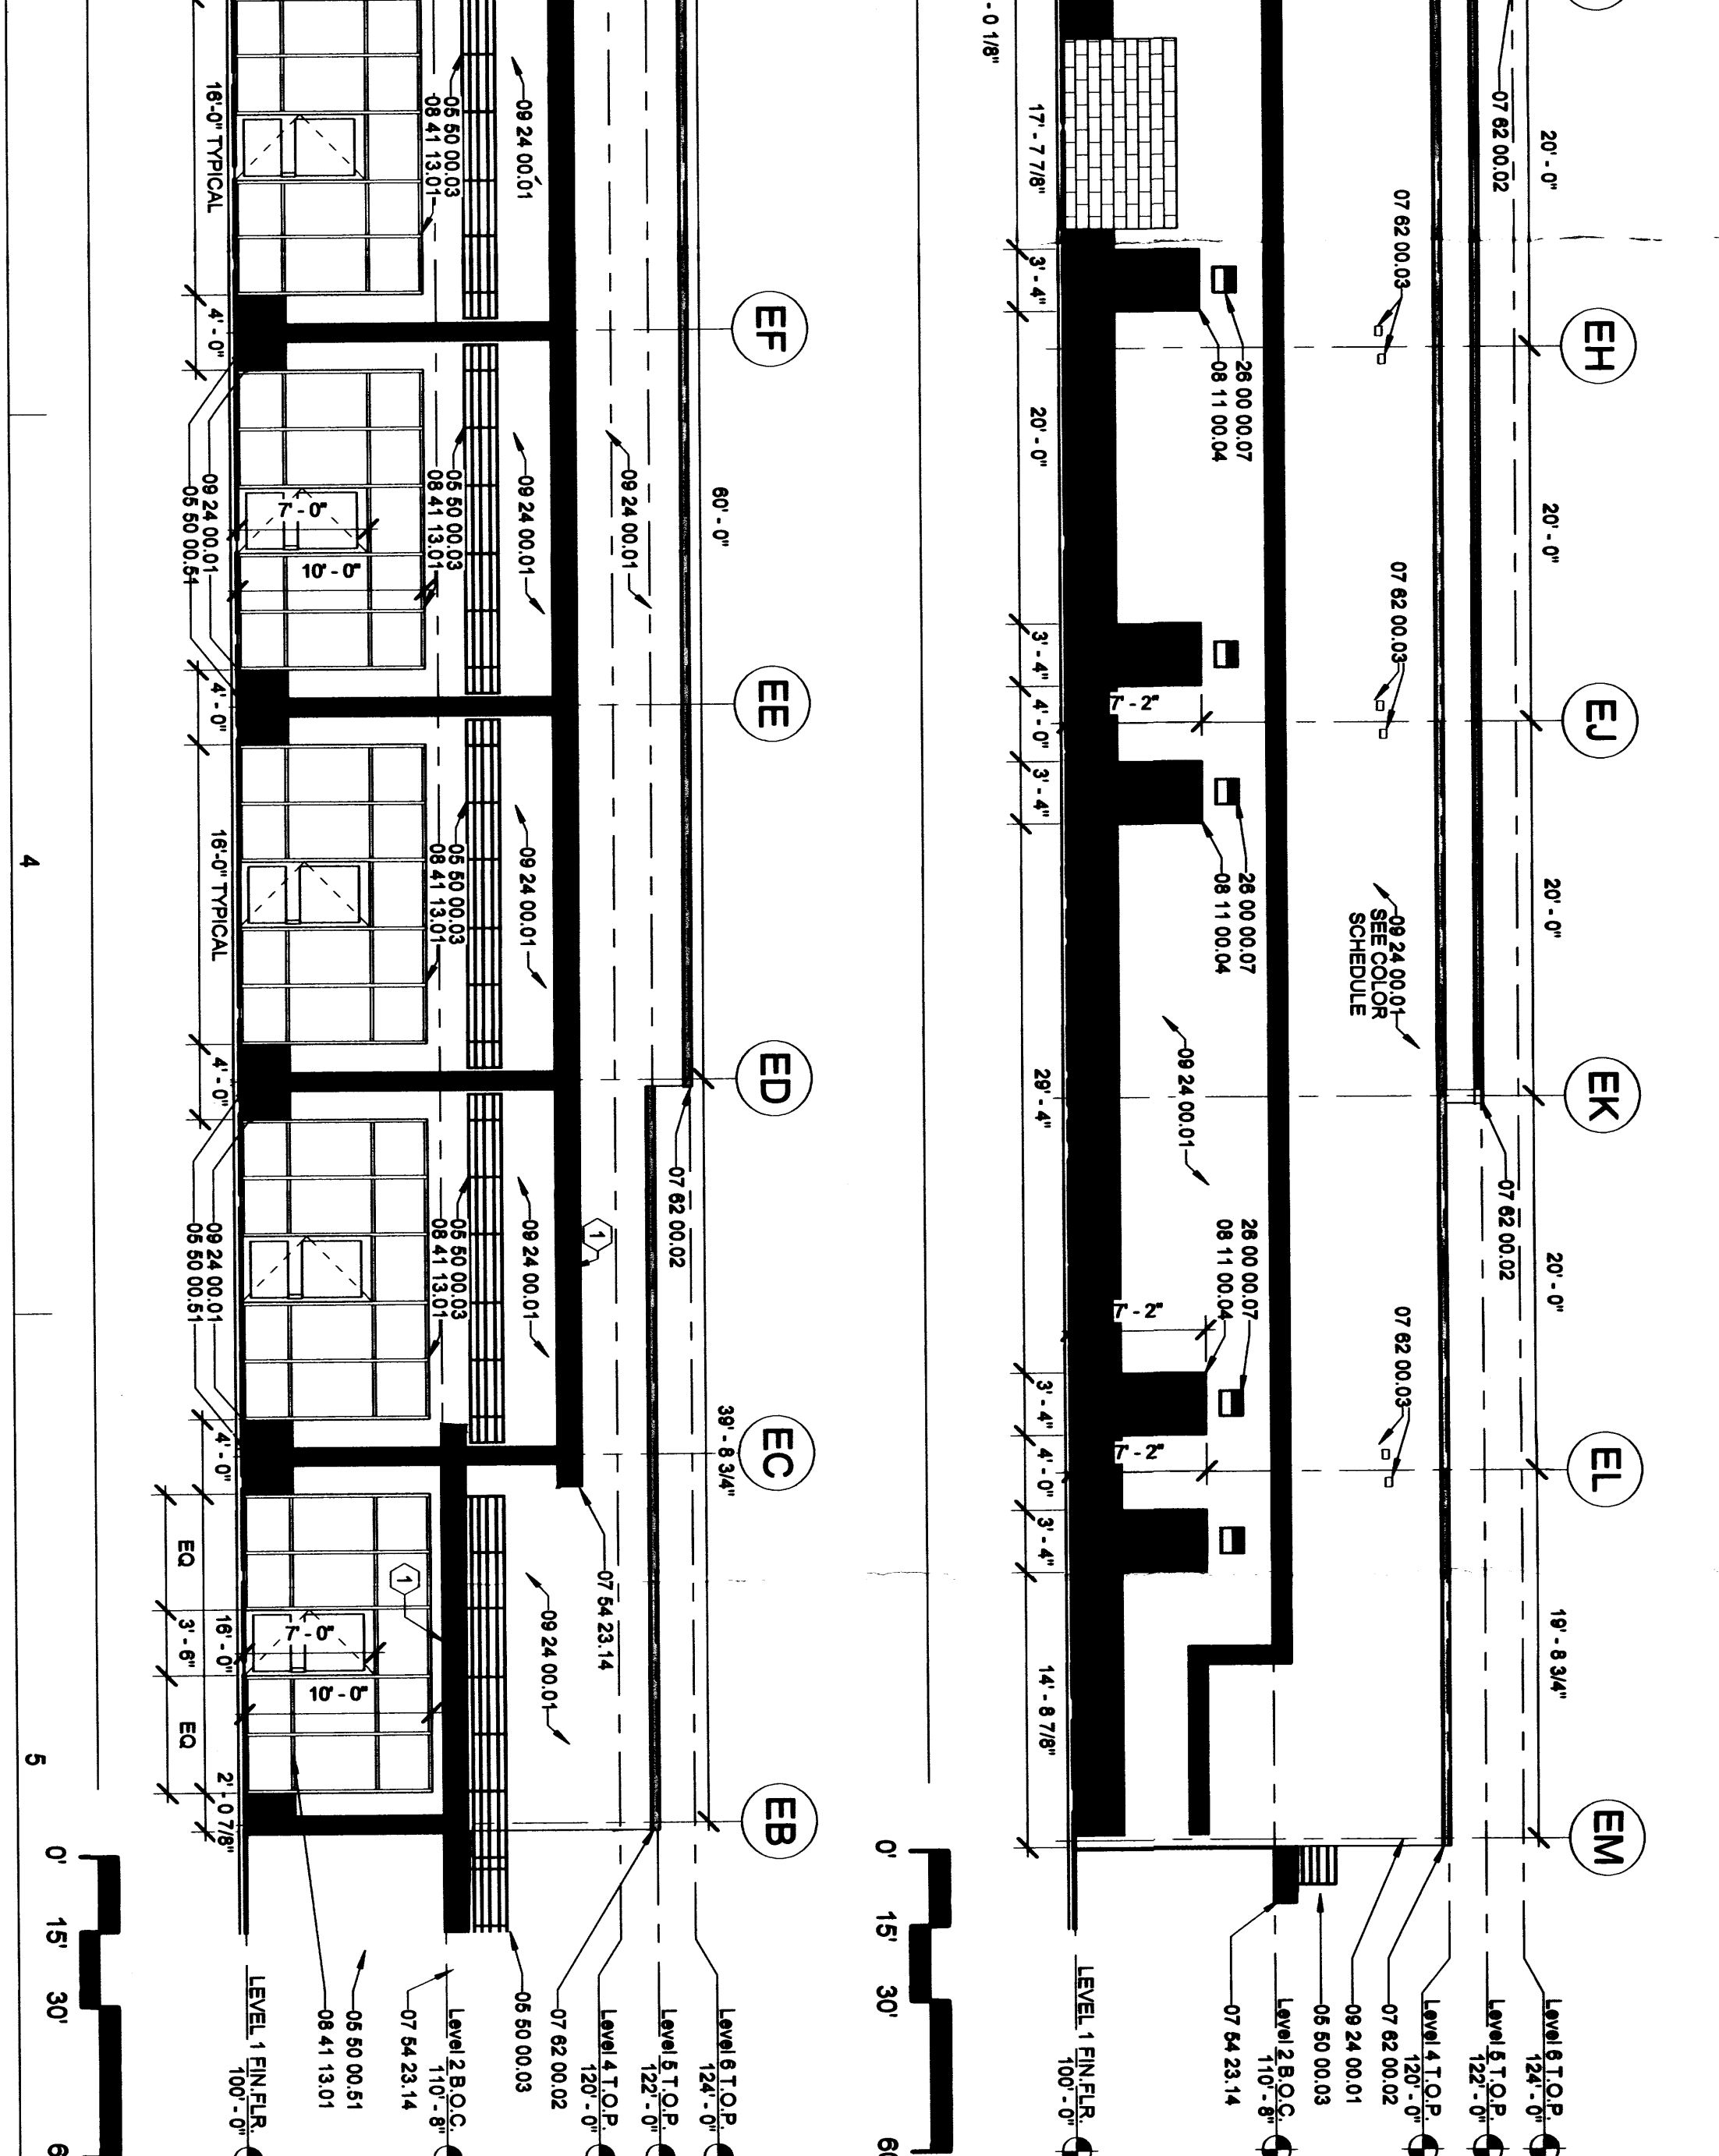 EH EJ EK EL EM
20' - 0" 20' - 0" 20' - 0" 20' - 0" 19' - 8 3/4"
Level 6 T.O.P.
124' - 0"
07 62 00.02 07 62 00.02
Level 5 T.O.P.
122' - 0"
Level 4 T.O.P.
120' - 0"
07 62 00.03 07 62 00.03 07 62 00.03
09 24 00.01
SEE COLOR
SCHEDULE
07 62 00.02
09 24 00.01
05 50 00.03
Level 2 B.O.C.
110' - 8"
07 54 23.14
26 00 00.07 26 00 00.07 26 00 00.07
08 11 00.04 08 11 00.04 08 11 00.04
09 24 00.01
7' - 2" 7' - 2" 7' - 2"
LEVEL 1 FIN.FLR.
100' - 0"
17' - 7 7/8" 3' - 4" 20' - 0" 3' - 4" 4' - 0" 3' - 4" 29' - 4" 3' - 4" 4' - 0" 3' - 4" 14' - 8 7/8"
- 0 1/8"
0' 15' 30'
EF EE ED EC EB
60' - 0" 39' - 8 3/4"
Level 6 T.O.P.
124' - 0"
07 62 00.02
Level 5 T.O.P.
122' - 0"
09 24 00.01
1
07 54 23.14
Level 4 T.O.P.
120' - 0"
07 62 00.02
09 24 00.01 09 24 00.01 09 24 00.01 09 24 00.01 09 24 00.01
05 50 00.03
05 50 00.03 05 50 00.03 05 50 00.03 05 50 00.03
08 41 13.01 08 41 13.01 08 41 13.01 08 41 13.01
Level 2 B.O.C.
110' - 8"
07 54 23.14
1
05 50 00.51
08 41 13.01
7' - 0" 7' - 0"
10' - 0" 10' - 0"
LEVEL 1 FIN.FLR.
100' - 0"
16'-0" TYPICAL 4' - 0" 4' - 0" 16'-0" TYPICAL 4' - 0" 4' - 0" 16' - 0" 2' - 0 7/8"
09 24 00.01 09 24 00.01
05 50 00.51 05 50 00.51
EQ 3' - 6" EQ
0' 15' 30'
4 5